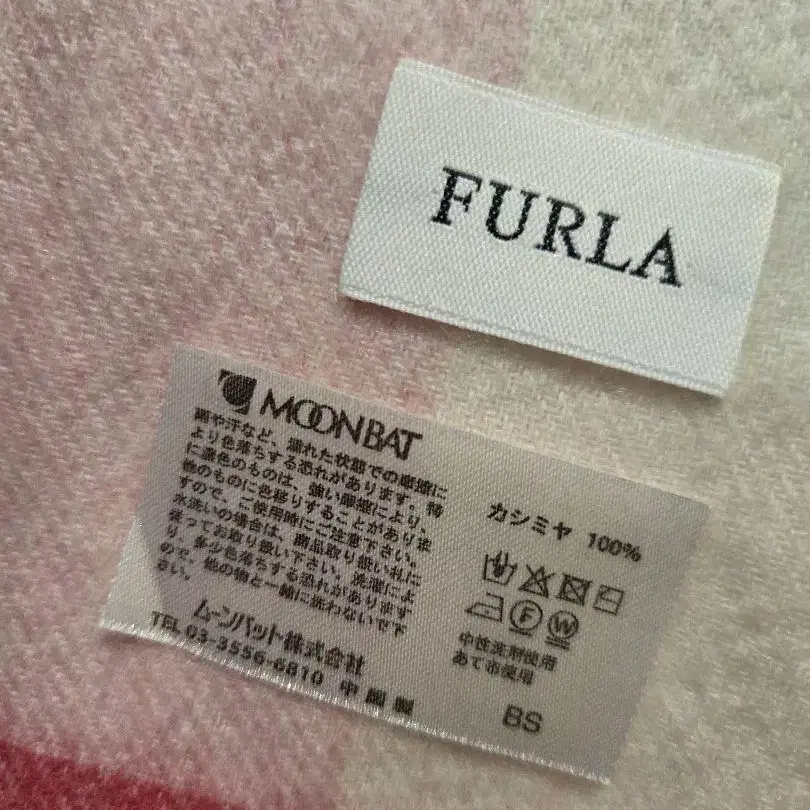 FURLA
MOONBAT
雨や汗など、濡れた状態での摩擦に
より色落ちする恐れがあります。特
に濃色のものは、強い摩擦により、
他のものに色移りすることがありま
すので、ご使用時にご注意下さい。
水洗いの場合は、商品取り扱い札に
従ってお取り扱い下さい。洗濯によ
り、多少色落ちする恐れがあります
ので、他の物と一緒に洗わないで下
さい。
ムーンバット株式会社
TEL 03-3556-6810 中国製
カシミヤ 100%
F W
中性洗剤使用
あて布使用
BS